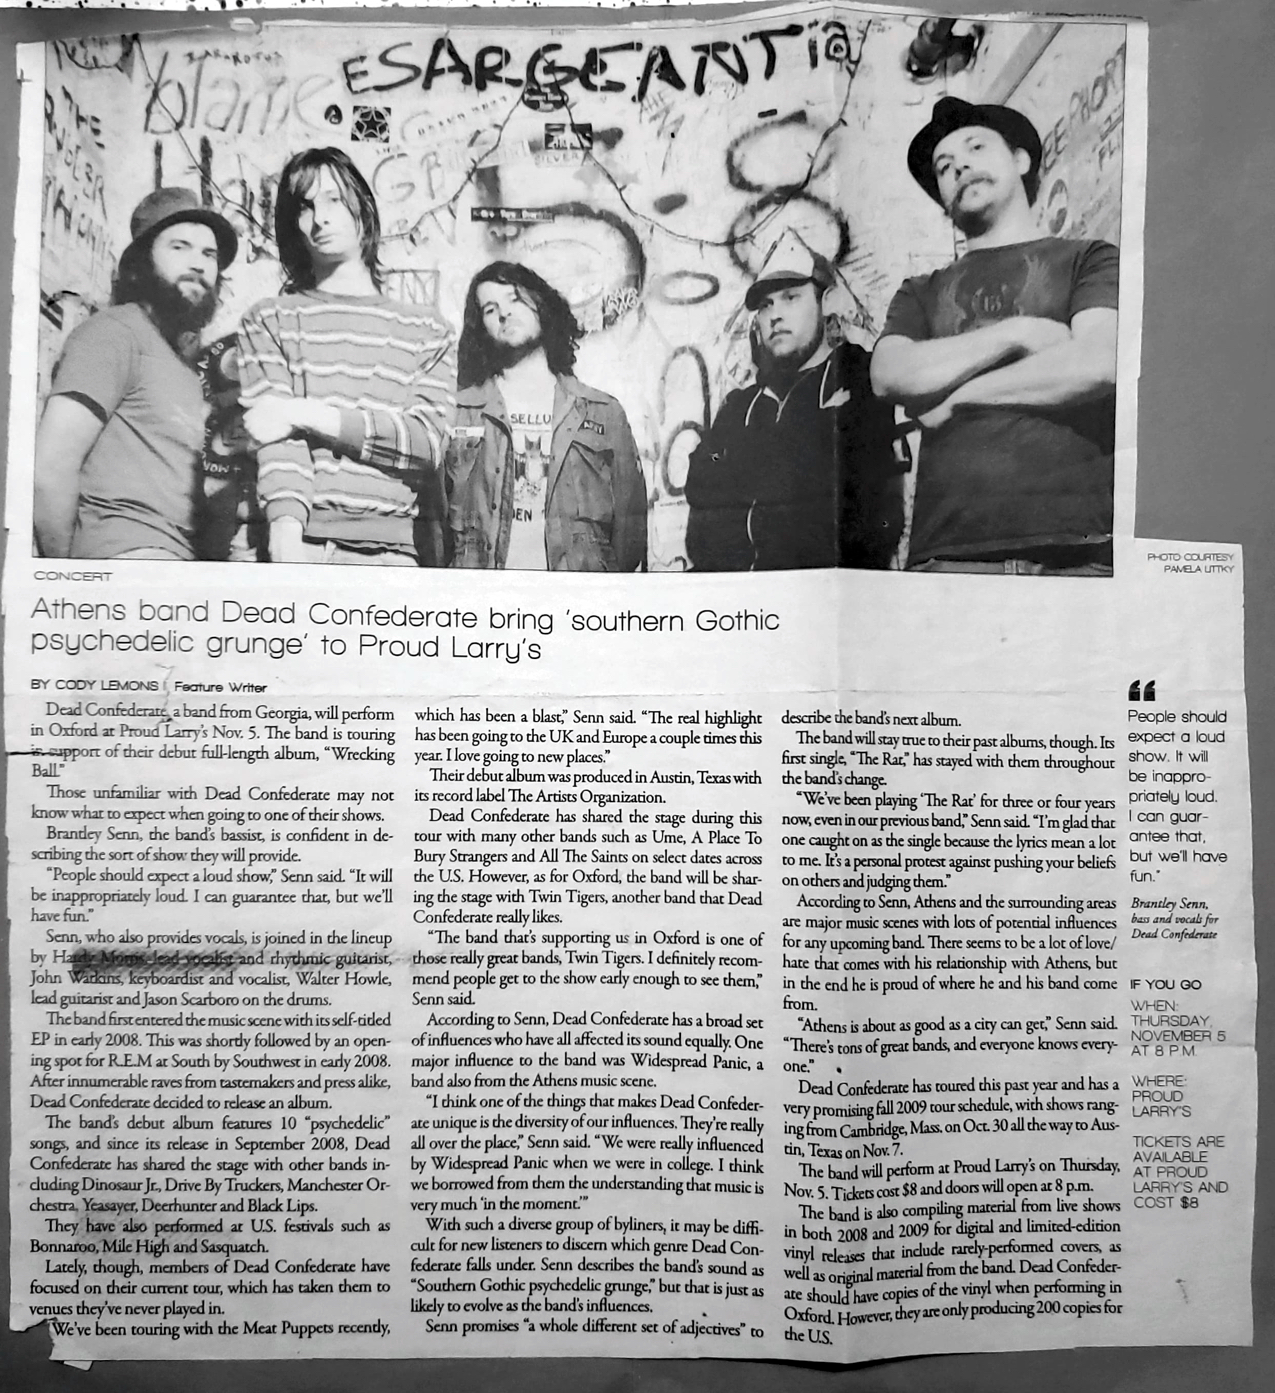 ESARGEANTia
blame
THE
SELLU
ARMY
PHOTO COURTESY
PAMELA LITTKY
CONCERT
Athens band Dead Confederate bring 'southern Gothic
psychedelic grunge' to Proud Larry's
BY CODY LEMONS | Feature Writer
Dead Confederate, a band from Georgia, will perform
in Oxford at Proud Larry's Nov. 5. The band is touring
in support of their debut full-length album, "Wrecking
Ball."
Those unfamiliar with Dead Confederate may not
know what to expect when going to one of their shows.
Brantley Senn, the band's bassist, is confident in de-
scribing the sort of show they will provide.
"People should expect a loud show," Senn said. "It will
be inappropriately loud. I can guarantee that, but we'll
have fun."
Senn, who also provides vocals, is joined in the lineup
by Hardy Morris, lead vocalist and rhythmic guitarist,
John Watkins, keyboardist and vocalist, Walter Howle,
lead guitarist and Jason Scarboro on the drums.
The band first entered the music scene with its self-titled
EP in early 2008. This was shortly followed by an open-
ing spot for R.E.M at South by Southwest in early 2008.
After innumerable raves from tastemakers and press alike,
Dead Confederate decided to release an album.
The band's debut album features 10 "psychedelic"
songs, and since its release in September 2008, Dead
Confederate has shared the stage with other bands in-
cluding Dinosaur Jr., Drive By Truckers, Manchester Or-
chestra, Yeasayer, Deerhunter and Black Lips.
They have also performed at U.S. festivals such as
Bonnaroo, Mile High and Sasquatch.
Lately, though, members of Dead Confederate have
focused on their current tour, which has taken them to
venues they've never played in.
"We've been touring with the Meat Puppets recently,
which has been a blast," Senn said. "The real highlight
has been going to the UK and Europe a couple times this
year. I love going to new places."
Their debut album was produced in Austin, Texas with
its record label The Artists Organization.
Dead Confederate has shared the stage during this
tour with many other bands such as Ume, A Place To
Bury Strangers and All The Saints on select dates across
the U.S. However, as for Oxford, the band will be shar-
ing the stage with Twin Tigers, another band that Dead
Confederate really likes.
"The band that's supporting us in Oxford is one of
those really great bands, Twin Tigers. I definitely recom-
mend people get to the show early enough to see them,"
Senn said.
According to Senn, Dead Confederate has a broad set
of influences who have all affected its sound equally. One
major influence to the band was Widespread Panic, a
band also from the Athens music scene.
"I think one of the things that makes Dead Confeder-
ate unique is the diversity of our influences. They're really
all over the place," Senn said. "We were really influenced
by Widespread Panic when we were in college. I think
we borrowed from them the understanding that music is
very much 'in the moment.'"
With such a diverse group of byliners, it may be diffi-
cult for new listeners to discern which genre Dead Con-
federate falls under. Senn describes the band's sound as
"Southern Gothic psychedelic grunge," but that is just as
likely to evolve as the band's influences.
Senn promises "a whole different set of adjectives" to
describe the band's next album.
The band will stay true to their past albums, though. Its
first single, "The Rat," has stayed with them throughout
the band's change.
"We've been playing 'The Rat' for three or four years
now, even in our previous band," Senn said. "I'm glad that
one caught on as the single because the lyrics mean a lot
to me. It's a personal protest against pushing your beliefs
on others and judging them."
According to Senn, Athens and the surrounding areas
are major music scenes with lots of potential influences
for any upcoming band. There seems to be a lot of love/
hate that comes with his relationship with Athens, but
in the end he is proud of where he and his band come
from.
"Athens is about as good as a city can get," Senn said.
"There's tons of great bands, and everyone knows every-
one."
Dead Confederate has toured this past year and has a
very promising fall 2009 tour schedule, with shows rang-
ing from Cambridge, Mass. on Oct. 30 all the way to Aus-
tin, Texas on Nov. 7.
The band will perform at Proud Larry's on Thursday,
Nov. 5. Tickets cost $8 and doors will open at 8 p.m.
The band is also compiling material from live shows
in both 2008 and 2009 for digital and limited-edition
vinyl releases that include rarely-performed covers, as
well as original material from the band. Dead Confeder-
ate should have copies of the vinyl when performing in
Oxford. However, they are only producing 200 copies for
the U.S.
“
People should
expect a loud
show. It will
be inappro-
priately loud.
I can guar-
antee that,
but we'll have
fun."
Brantley Senn,
bass and vocals for
Dead Confederate
IF YOU GO
WHEN:
THURSDAY,
NOVEMBER 5
AT 8 P.M.
WHERE:
PROUD
LARRY'S
TICKETS ARE
AVAILABLE
AT PROUD
LARRY'S AND
COST $8